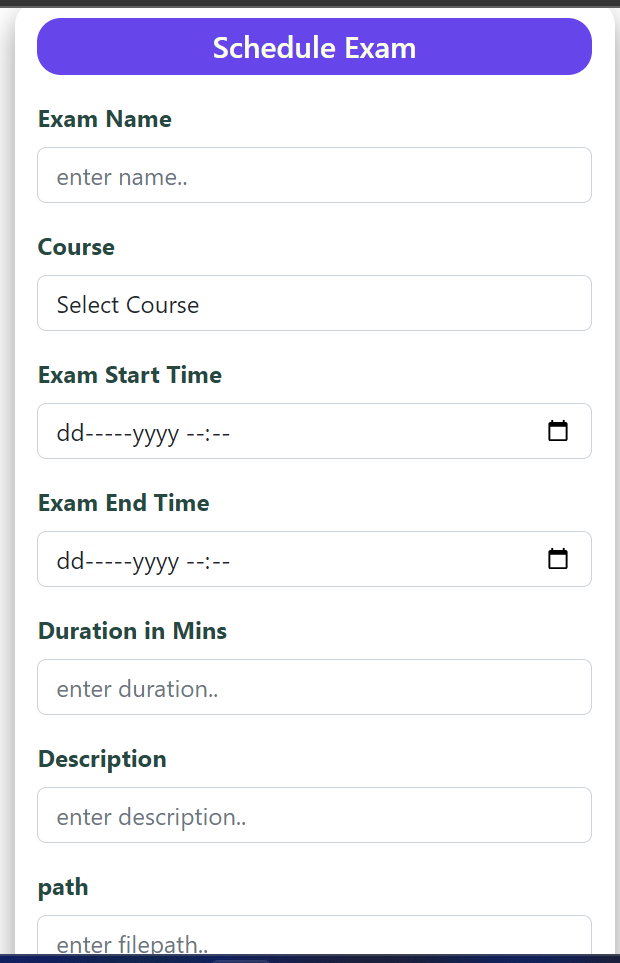 Schedule Exam
Exam Name
enter name..
Course
Select Course
Exam Start Time
dd-----yyyy --:--
Exam End Time
dd-----yyyy --:--
Duration in Mins
enter duration..
Description
enter description..
path
enter filepath..